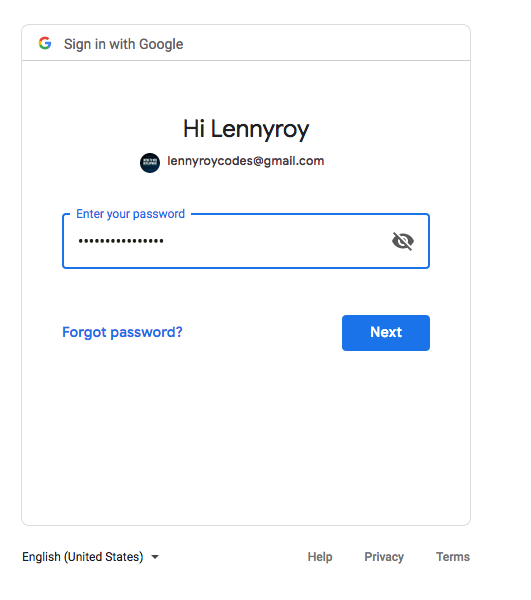 Sign in with Google
Hi Lennyroy
lennyroycodes@gmail.com
Enter your password
••••••••••••••••
Forgot password?
Next
English (United States)
Help
Privacy
Terms